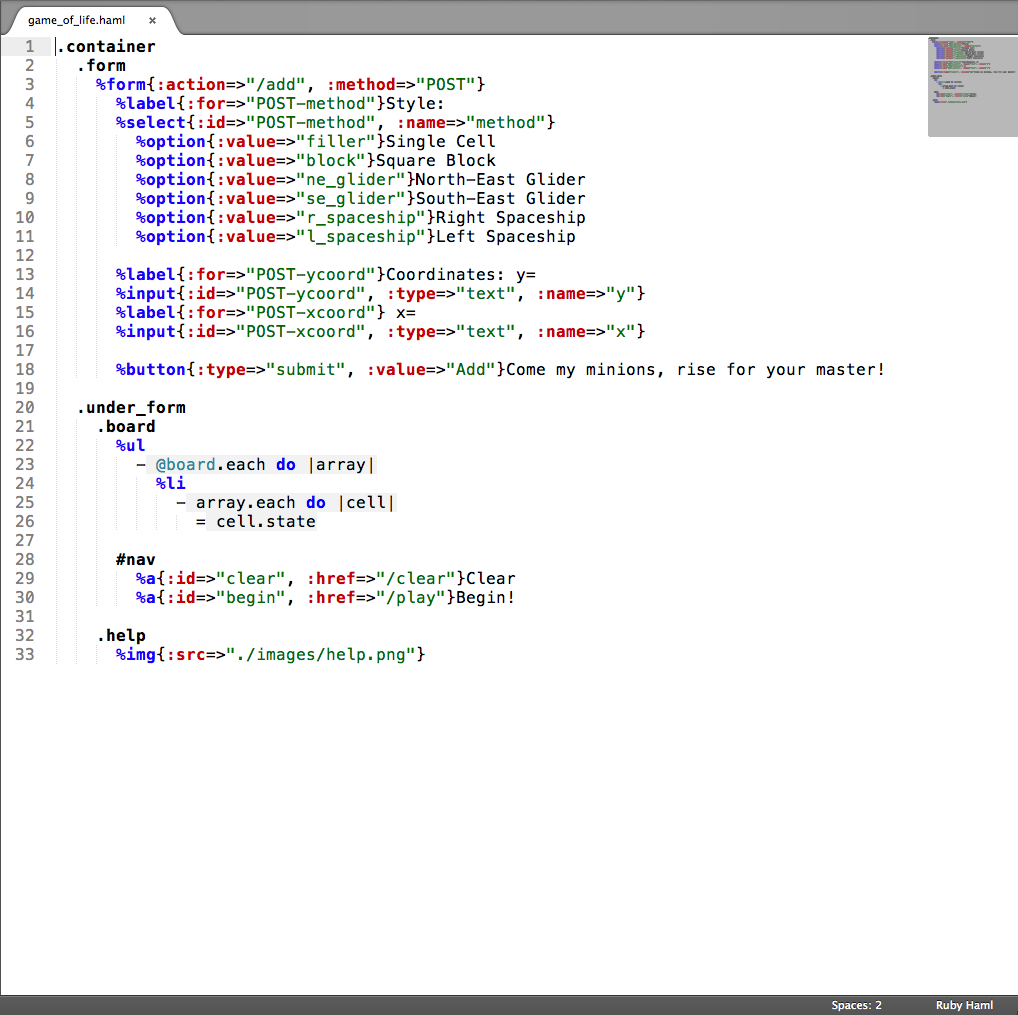 game_of_life.haml ×
1 .container
2   .form
3     %form{:action=>"/add", :method=>"POST"}
4       %label{:for=>"POST-method"}Style:
5       %select{:id=>"POST-method", :name=>"method"}
6         %option{:value=>"filler"}Single Cell
7         %option{:value=>"block"}Square Block
8         %option{:value=>"ne_glider"}North-East Glider
9         %option{:value=>"se_glider"}South-East Glider
10         %option{:value=>"r_spaceship"}Right Spaceship
11         %option{:value=>"l_spaceship"}Left Spaceship
12
13       %label{:for=>"POST-ycoord"}Coordinates: y=
14       %input{:id=>"POST-ycoord", :type=>"text", :name=>"y"}
15       %label{:for=>"POST-xcoord"} x=
16       %input{:id=>"POST-xcoord", :type=>"text", :name=>"x"}
17
18       %button{:type=>"submit", :value=>"Add"}Come my minions, rise for your master!
19
20   .under_form
21     .board
22       %ul
23         - @board.each do |array|
24           %li
25             - array.each do |cell|
26               = cell.state
27
28       #nav
29         %a{:id=>"clear", :href=>"/clear"}Clear
30         %a{:id=>"begin", :href=>"/play"}Begin!
31
32     .help
33       %img{:src=>"./images/help.png"}
Spaces: 2 Ruby Haml